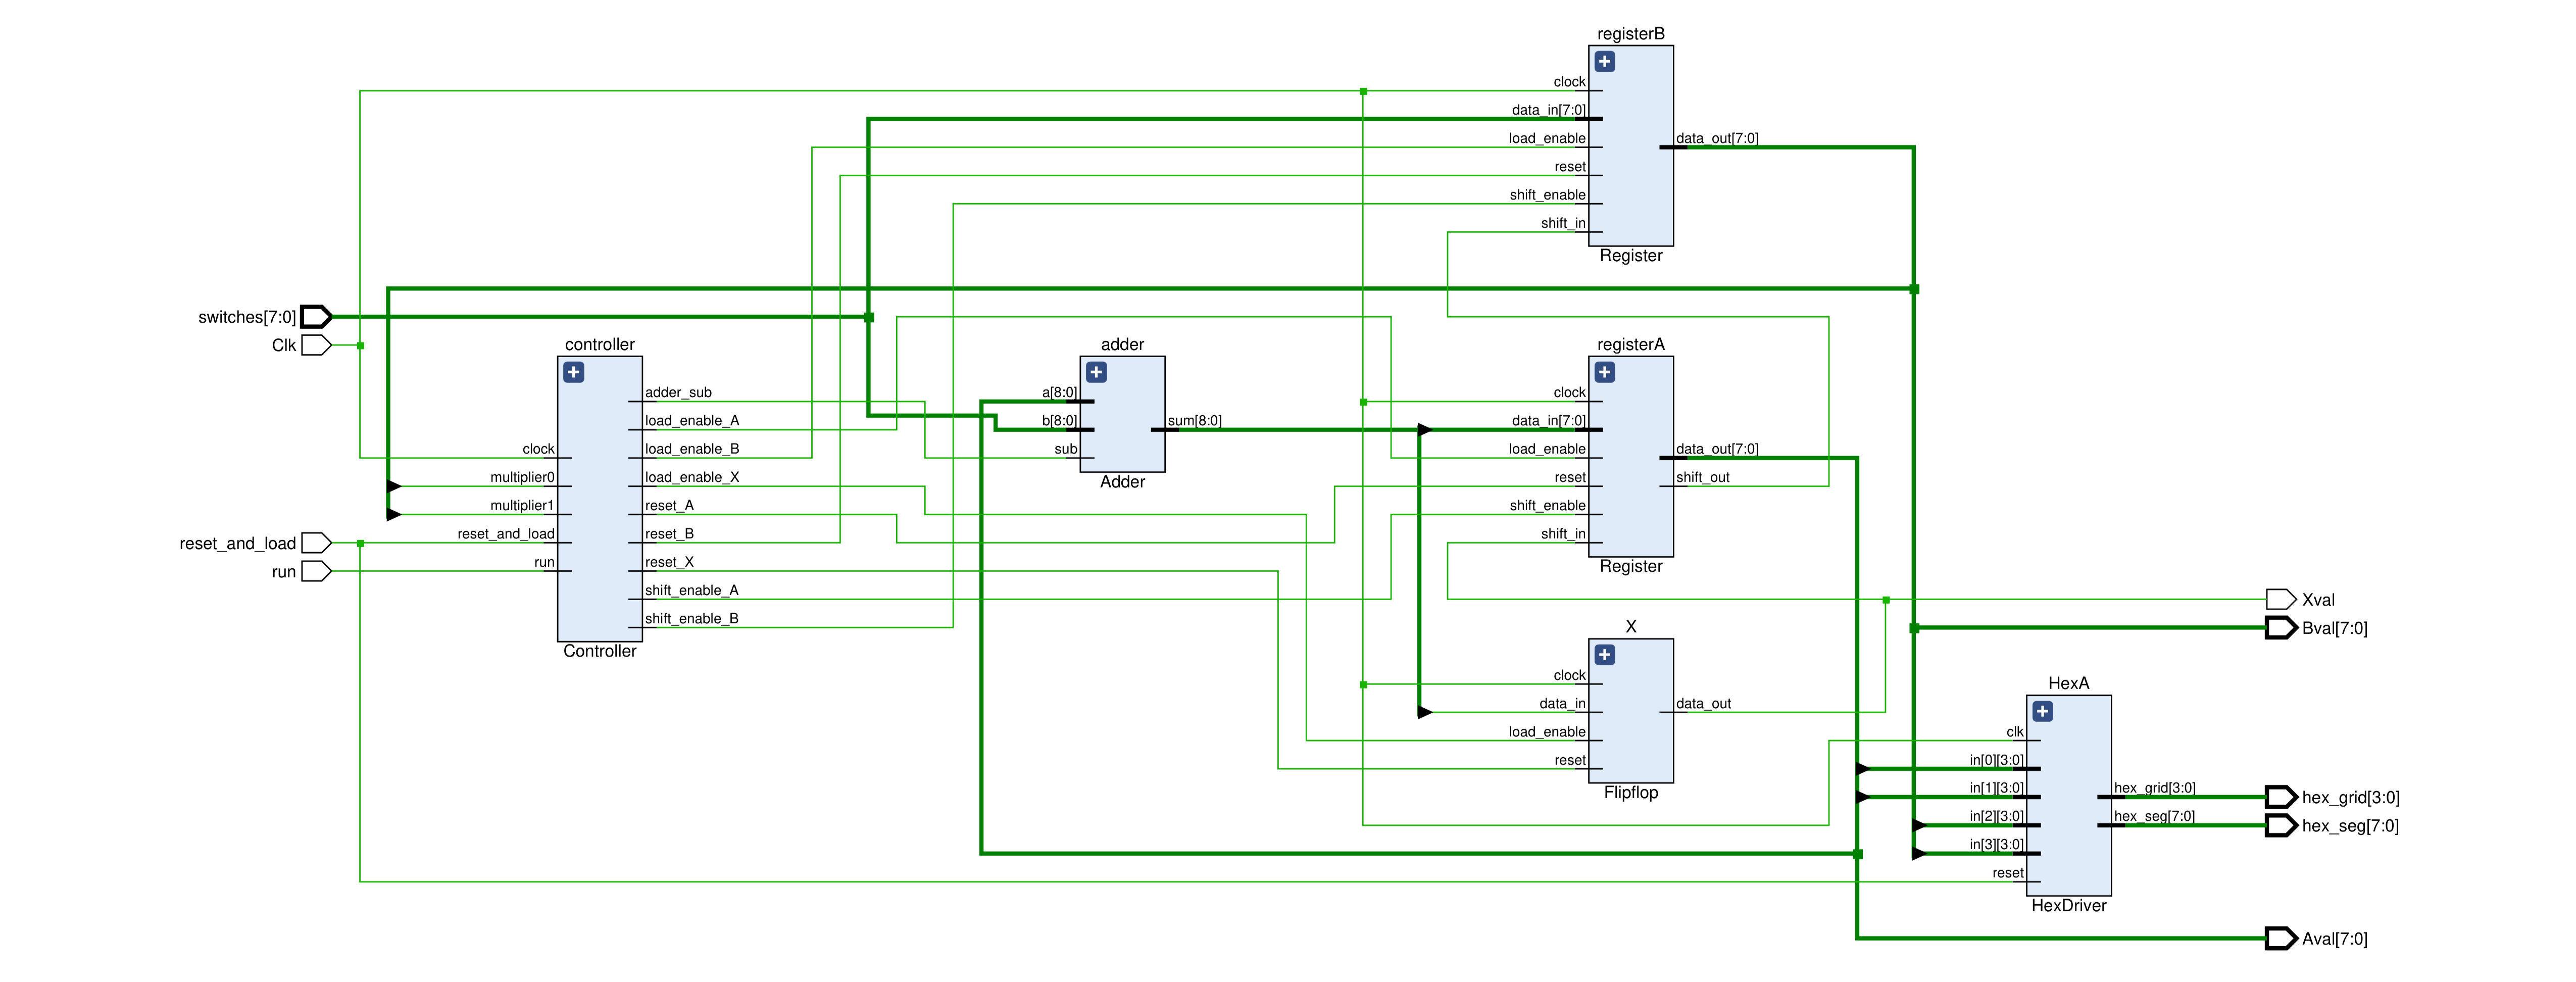 registerB
clock
data_in[7:0]
load_enable
reset
shift_enable
shift_in
data_out[7:0]
Register
switches[7:0]
Clk
reset_and_load
run
controller
clock
multiplier0
multiplier1
reset_and_load
run
adder_sub
load_enable_A
load_enable_B
load_enable_X
reset_A
reset_B
reset_X
shift_enable_A
shift_enable_B
Controller
adder
a[8:0]
b[8:0]
sub
sum[8:0]
Adder
registerA
clock
data_in[7:0]
load_enable
reset
shift_enable
shift_in
data_out[7:0]
shift_out
Register
X
clock
data_in
load_enable
reset
data_out
Flipflop
HexA
clk
in[0][3:0]
in[1][3:0]
in[2][3:0]
in[3][3:0]
reset
hex_grid[3:0]
hex_seg[7:0]
HexDriver
Xval
Bval[7:0]
hex_grid[3:0]
hex_seg[7:0]
Aval[7:0]